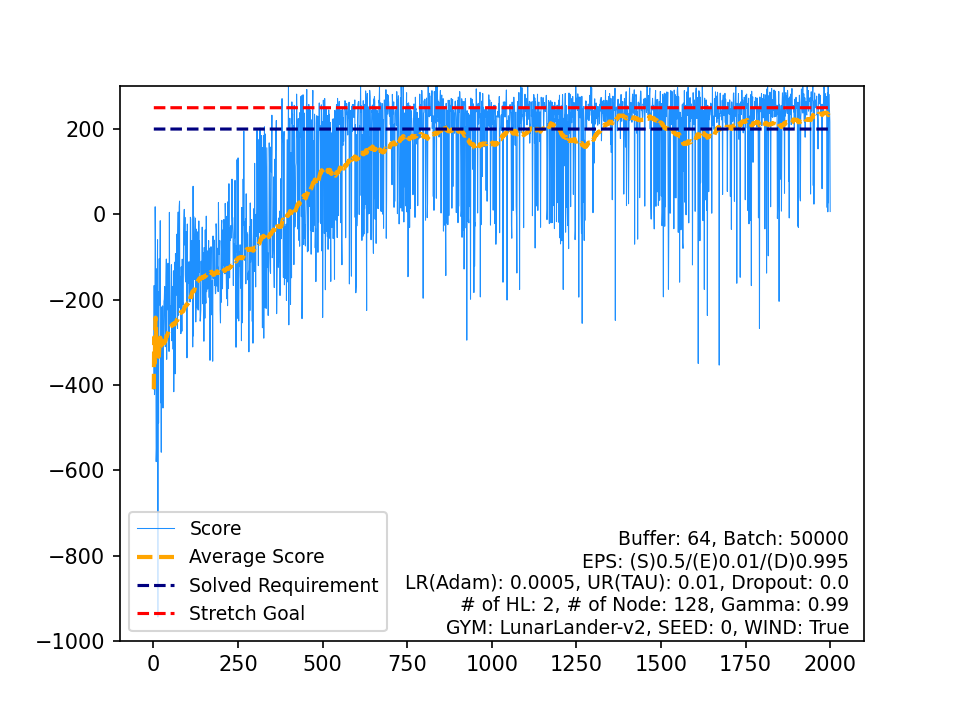 200
0
−200
−400
−600
−800
−1000
0 250 500 750 1000 1250 1500 1750 2000
Score
Average Score
Solved Requirement
Stretch Goal
Buffer: 64, Batch: 50000
EPS: (S)0.5/(E)0.01/(D)0.995
LR(Adam): 0.0005, UR(TAU): 0.01, Dropout: 0.0
# of HL: 2, # of Node: 128, Gamma: 0.99
GYM: LunarLander-v2, SEED: 0, WIND: True